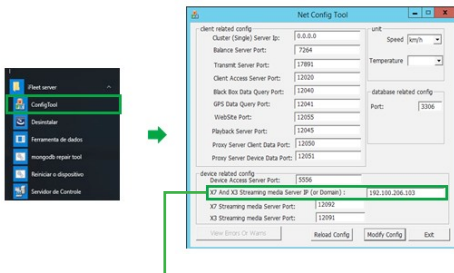 iFleet server
ConfigTool
Desinstalar
Ferramenta de dados
mongodb repair tool
Reiniciar o dispositivo
Servidor de Controle
Net Config Tool
client related config
Cluster (Single) Server Ip: 0.0.0.0
Balance Server Port: 7264
Transmit Server Port: 17891
Client Access Server Port: 12020
Black Box Data Query Port: 12040
GPS Data Query Port: 12041
WebSite Port: 12055
Playback Server Port: 12045
Proxy Server Client Data Port: 12050
Proxy Server Device Data Port: 12051
unit
Speed km/h
Temperature
database related config
Port: 3306
device related config
Device Access Server Port: 5556
X7 And X3 Streaming media Server IP (or Domain) : 192.100.206.103
X7 Streaming media Server Port: 12092
X3 Streaming media Server Port: 12091
View Errors Or Warns
Reload Config
Modify Config
Exit